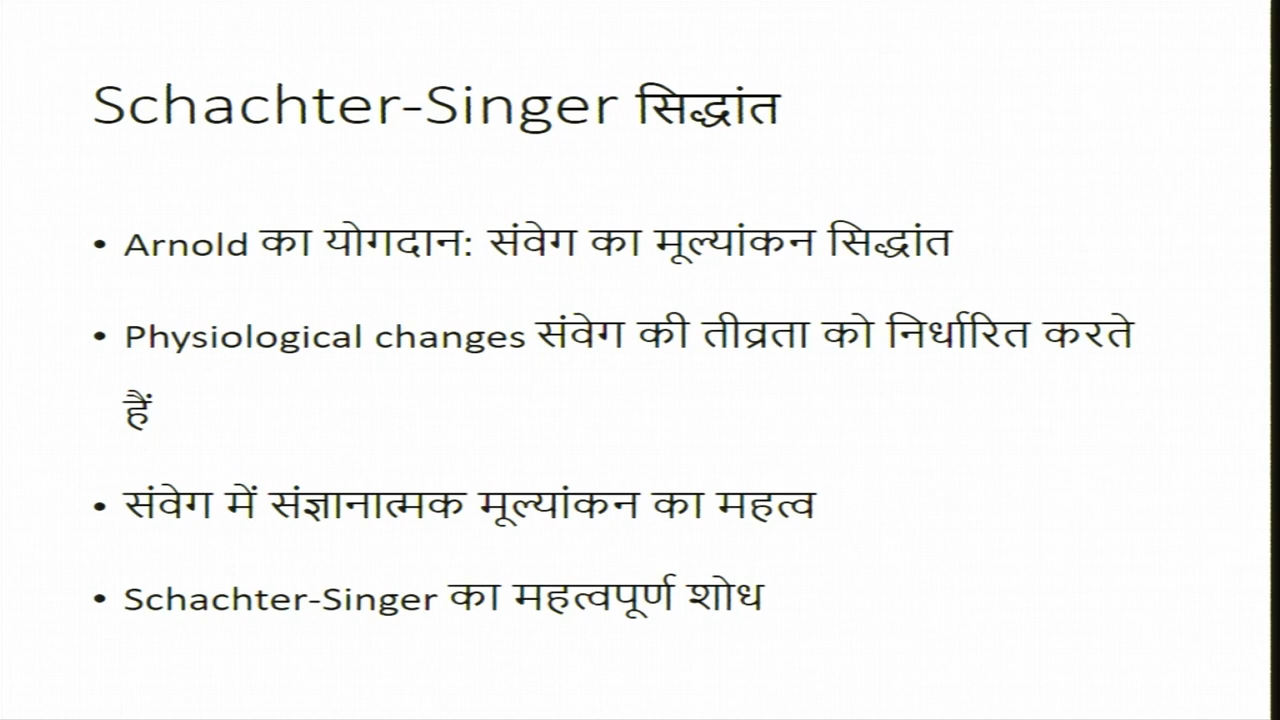 Schachter-Singer सिद्धांत
• Arnold का योगदान: संवेग का मूल्यांकन सिद्धांत
• Physiological changes संवेग की तीव्रता को निर्धारित करते
हैं
• संवेग में संज्ञानात्मक मूल्यांकन का महत्व
• Schachter-Singer का महत्वपूर्ण शोध